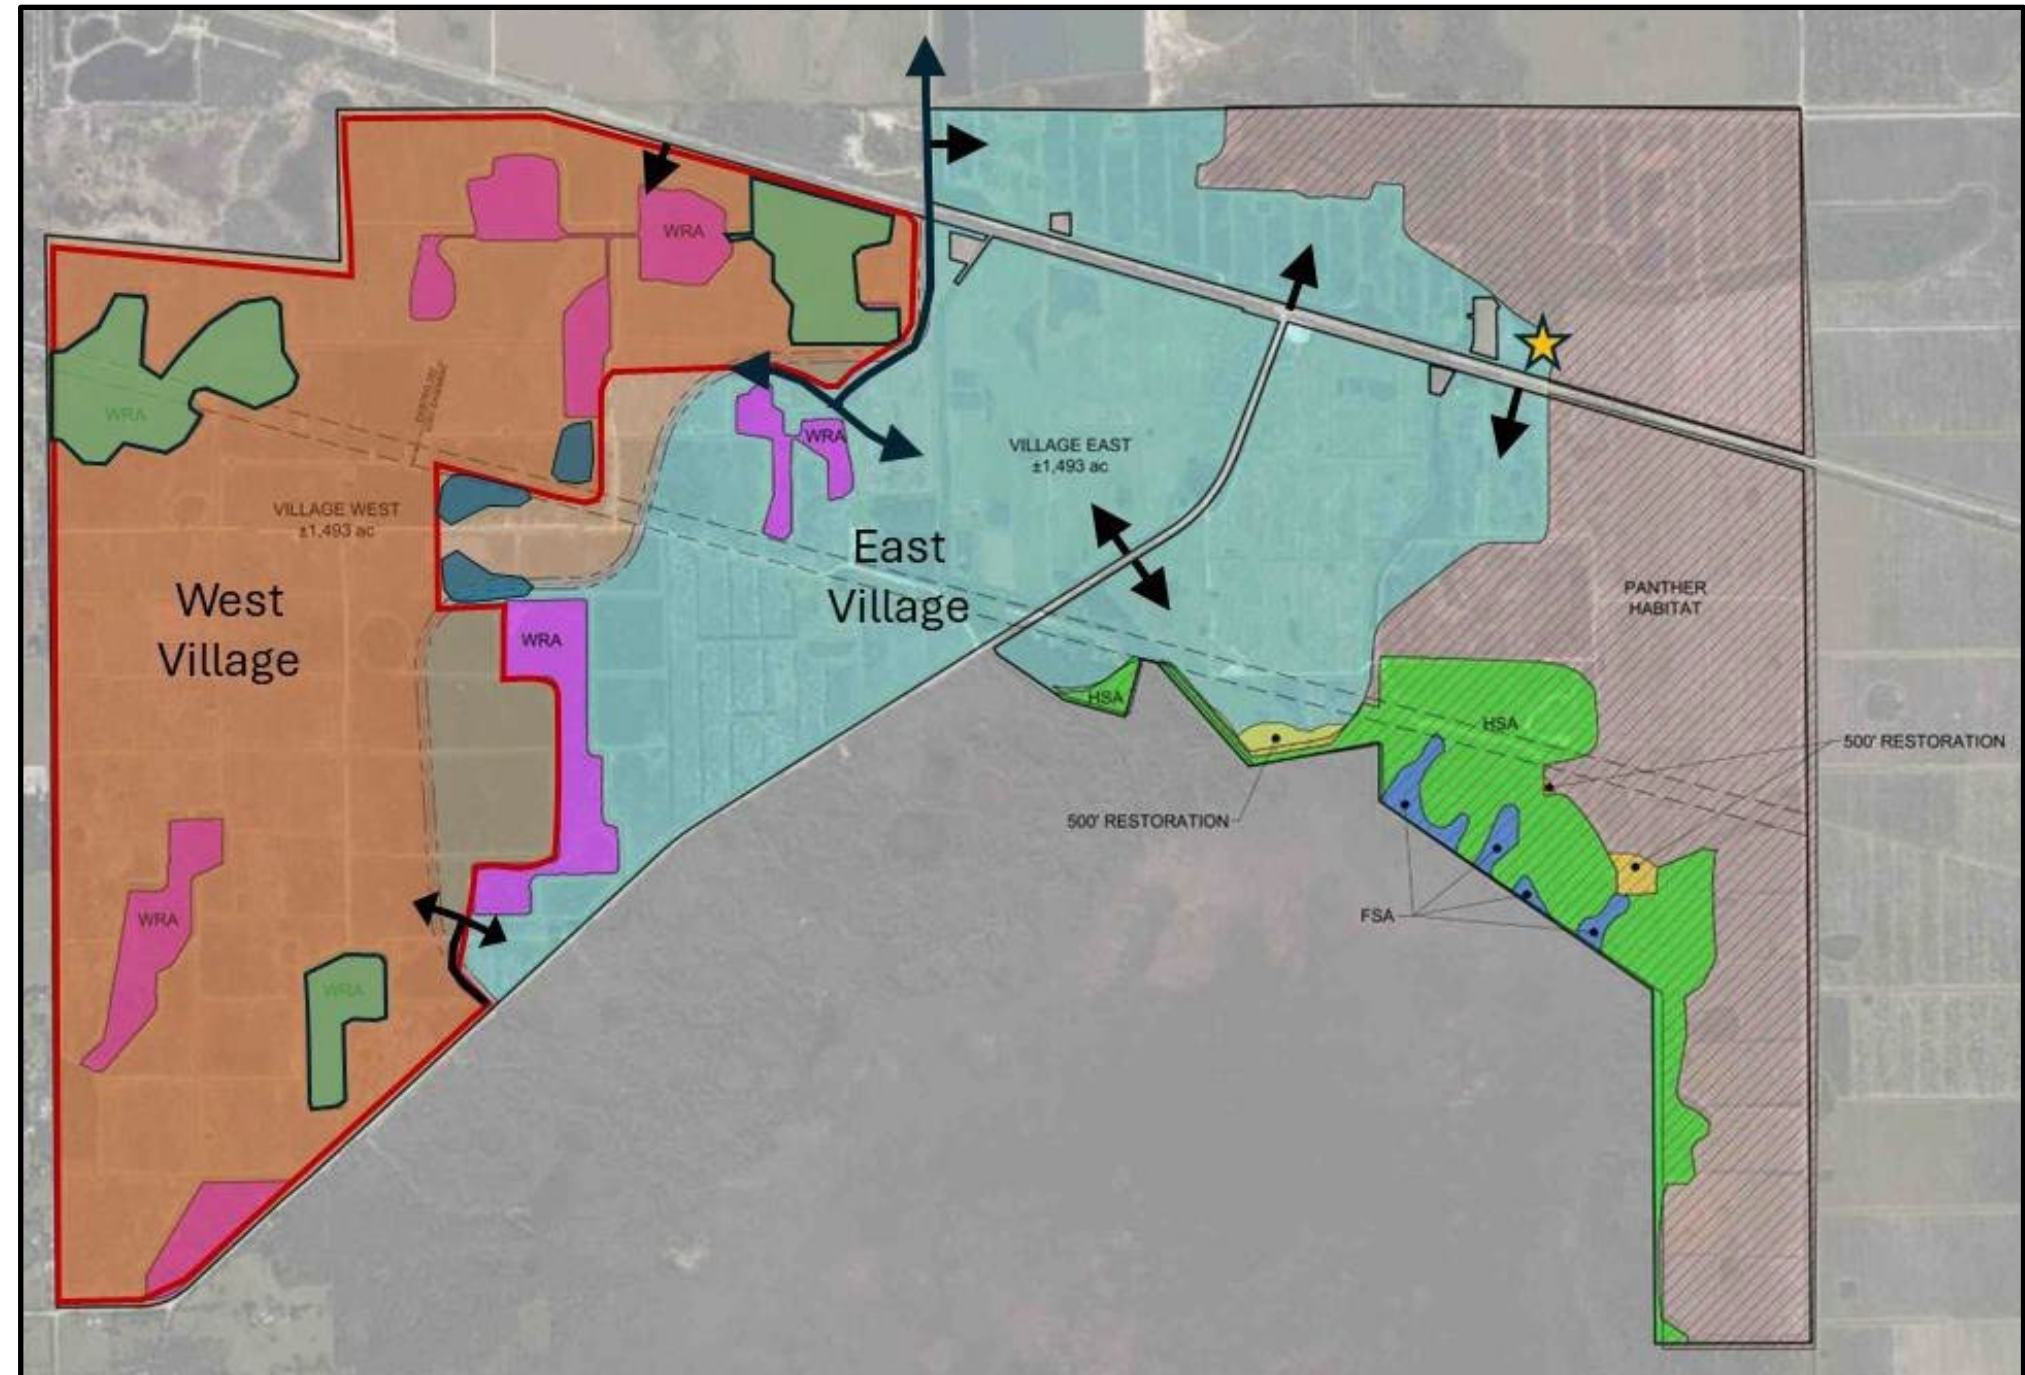 WRA
WRA
WRA
VILLAGE WEST
±1,493 ac
VILLAGE EAST
±1,493 ac
West
Village
East
Village
WRA
PANTHER
HABITAT
HSA
HSA
500' RESTORATION
500' RESTORATION
WRA
FSA
WRA